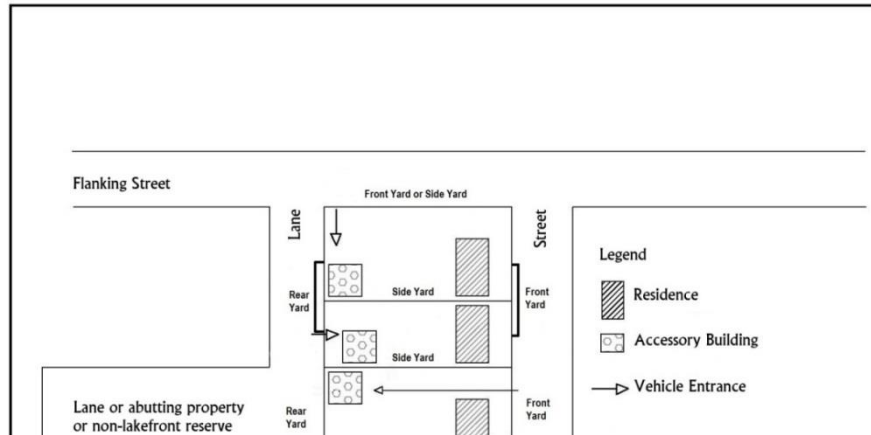 Flanking Street
Front Yard or Side Yard
Lane
Street
Legend
Residence
Rear
Yard
Side Yard
Front
Yard
Accessory Building
Side Yard
Vehicle Entrance
Lane or abutting property
or non-lakefront reserve
Rear
Yard
Front
Yard